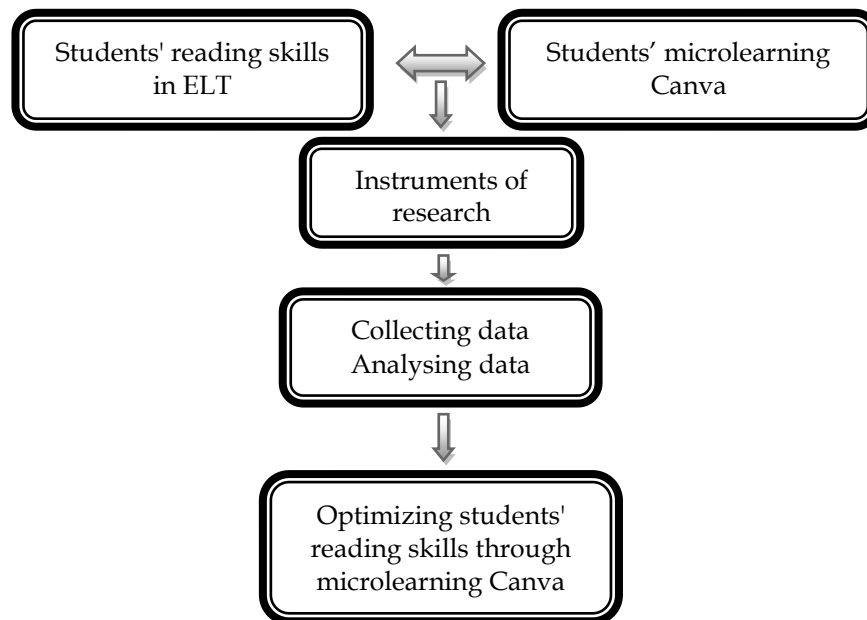 Students' reading skills
in ELT
Students’ microlearning
Canva
Instruments of
research
Collecting data
Analysing data
Optimizing students'
reading skills through
microlearning Canva